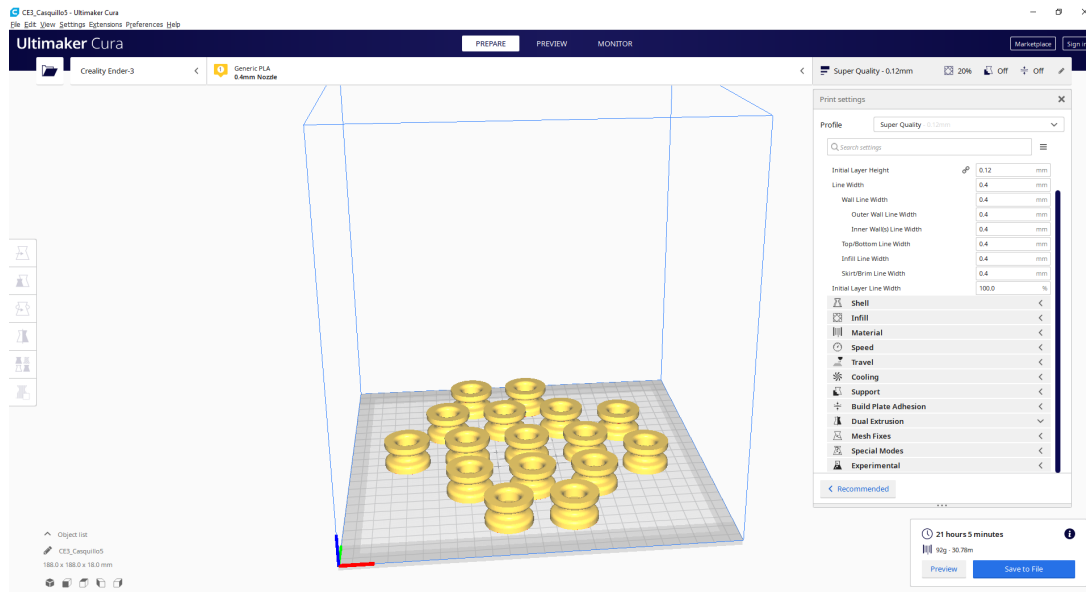 CE3_Casquillo5 - Ultimaker Cura
File Edit View Settings Extensions Preferences Help
Ultimaker Cura
PREPARE
PREVIEW
MONITOR
Marketplace
Sign in
Creality Ender-3
Generic PLA
0.4mm Nozzle
Super Quality - 0.12mm
20%
Off
Off
Print settings
Profile
Super Quality - 0.12mm
Search settings
Initial Layer Height 0.12 mm
Line Width 0.4 mm
Wall Line Width 0.4 mm
Outer Wall Line Width 0.4 mm
Inner Wall(s) Line Width 0.4 mm
Top/Bottom Line Width 0.4 mm
Infill Line Width 0.4 mm
Skirt/Brim Line Width 0.4 mm
Initial Layer Line Width 100.0 %
Shell
Infill
Material
Speed
Travel
Cooling
Support
Build Plate Adhesion
Dual Extrusion
Mesh Fixes
Special Modes
Experimental
Recommended
Object list
CE3_Casquillo5
188.0 x 188.0 x 18.0 mm
21 hours 5 minutes
92g - 30.78m
Preview
Save to File